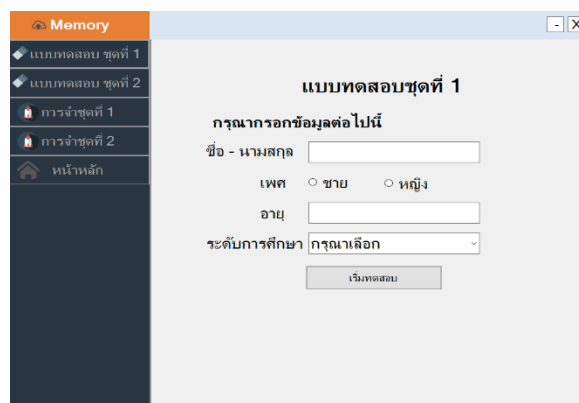 Memory
- X
แบบทดสอบ ชุดที่ 1
แบบทดสอบ ชุดที่ 2
การจำชุดที่ 1
การจำชุดที่ 2
หน้าหลัก
แบบทดสอบชุดที่ 1
กรุณากรอกข้อมูลต่อไปนี้
ชื่อ - นามสกุล
เพศ ชาย หญิง
อายุ
ระดับการศึกษา กรุณาเลือก
เริ่มทดสอบ